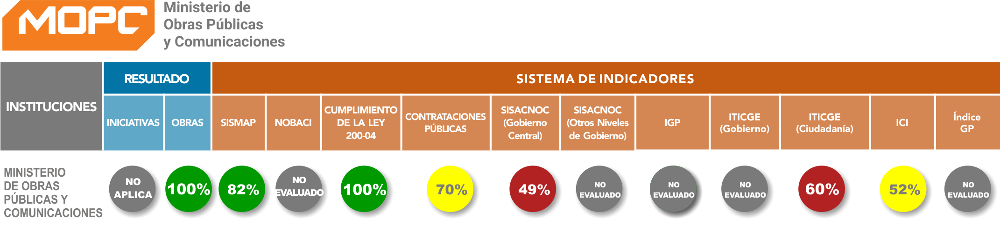 MOPC
Ministerio de
Obras Públicas
y Comunicaciones
INSTITUCIONES
RESULTADO
SISTEMA DE INDICADORES
INICIATIVAS
OBRAS
SISMAP
NOBACI
CUMPLIMIENTO
DE LA LEY
200-04
CONTRATACIONES
PÚBLICAS
SISACNOC
(Gobierno
Central)
SISACNOC
(Otros Niveles
de Gobierno)
IGP
ITICGE
(Gobierno)
ITICGE
(Ciudadanía)
ICI
Índice
GP
MINISTERIO
DE OBRAS
PÚBLICAS Y
COMUNICACIONES
NO
APLICA
100%
82%
NO
EVALUADO
100%
70%
49%
NO
EVALUADO
NO
EVALUADO
NO
EVALUADO
60%
52%
NO
EVALUADO